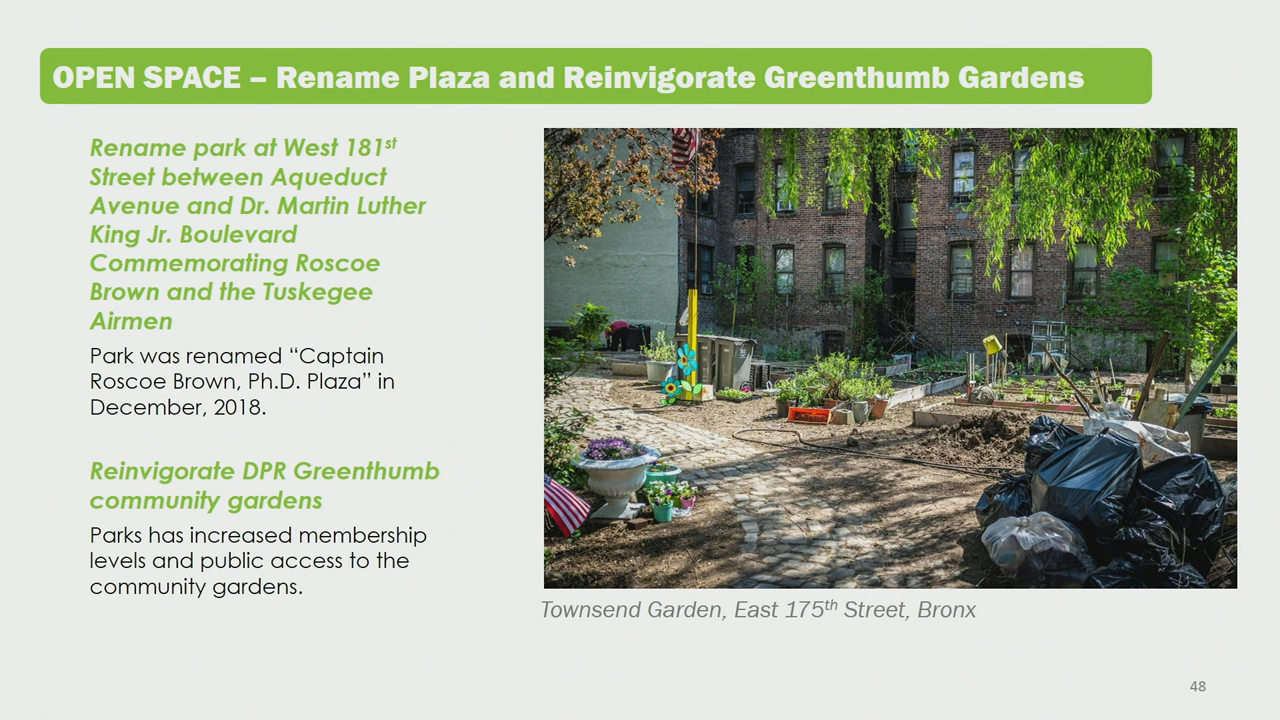 OPEN SPACE – Rename Plaza and Reinvigorate Greenthumb Gardens
Rename park at West 181st
Street between Aqueduct
Avenue and Dr. Martin Luther
King Jr. Boulevard
Commemorating Roscoe
Brown and the Tuskegee
Airmen
Park was renamed “Captain
Roscoe Brown, Ph.D. Plaza” in
December, 2018.
Reinvigorate DPR Greenthumb
community gardens
Parks has increased membership
levels and public access to the
community gardens.
Townsend Garden, East 175th Street, Bronx
48